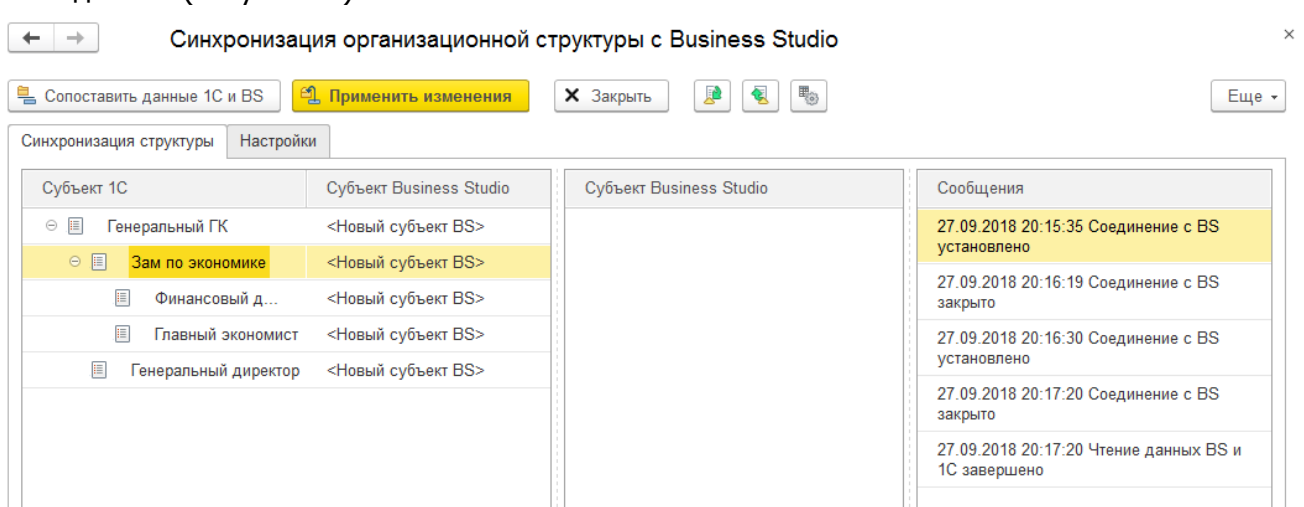 Синхронизация организационной структуры с Business Studio
Сопоставить данные 1С и BS
Применить изменения
Закрыть
Еще
Синхронизация структуры
Настройки
Субъект 1С
Субъект Business Studio
Субъект Business Studio
Сообщения
Генеральный ГК
<Новый субъект BS>
Зам по экономике
<Новый субъект BS>
Финансовый д...
<Новый субъект BS>
Главный экономист
<Новый субъект BS>
Генеральный директор
<Новый субъект BS>
27.09.2018 20:15:35 Соединение с BS
установлено
27.09.2018 20:16:19 Соединение с BS
закрыто
27.09.2018 20:16:30 Соединение с BS
установлено
27.09.2018 20:17:20 Соединение с BS
закрыто
27.09.2018 20:17:20 Чтение данных BS и
1С завершено